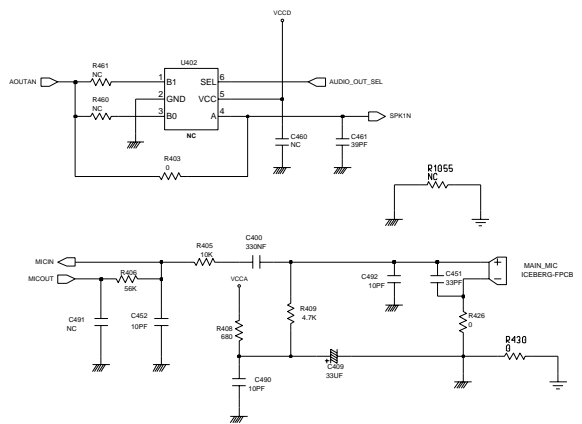 VCCD
U402
R461
NC
AOUTAN
1
B1
SEL
6
AUDIO_OUT_SEL
2
GND
VCC
5
R460
NC
3
B0
A
4
SPK1N
NC
C460
NC
C461
39PF
R403
0
R1055
NC
MICIN
R405
10K
C400
330NF
MICOUT
R406
56K
VCCA
C492
10PF
C451
33PF
+
-
MAIN_MIC
ICEBERG-FPCB
C491
NC
C452
10PF
R408
680
R409
4.7K
R426
0
R430
0
+
C409
33UF
C490
10PF